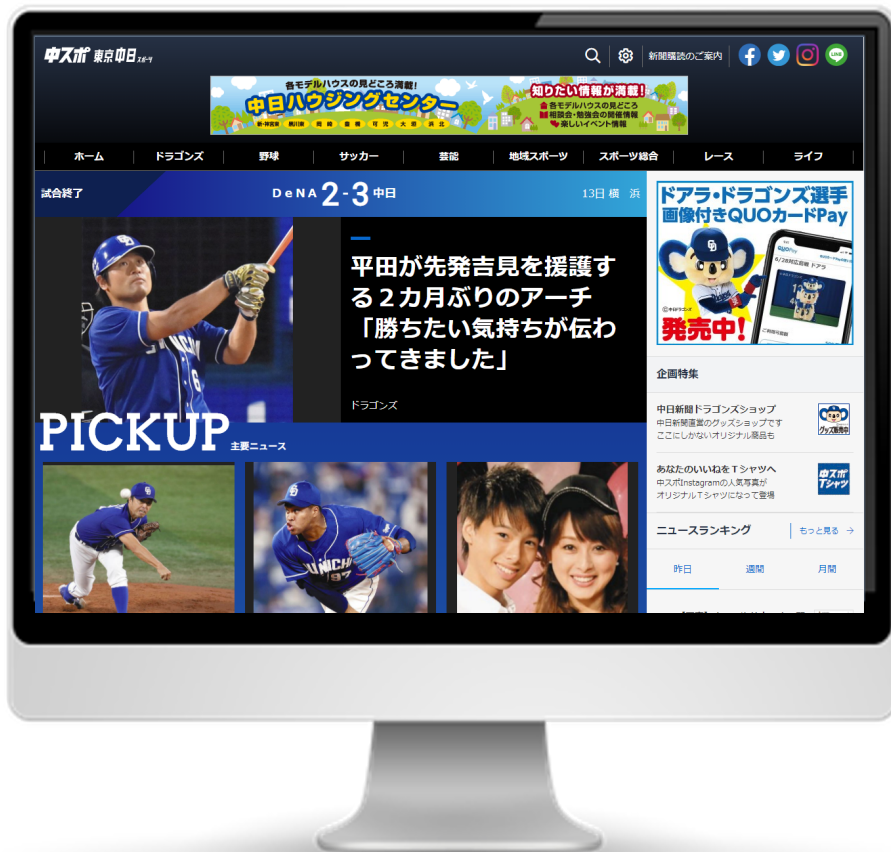 中スポ 東京中日スポーツ
新聞購読のご案内
LINE
各モデルハウスの見どころ満載!
中日ハウジングセンター
知りたい情報が満載!
各モデルハウスのみどころ
相談会・勉強会の開催情報
楽しいイベント情報
ホーム ドラゴンズ 野球 サッカー 芸能 地域スポーツ スポーツ総合 レース ライフ
試合終了 DeNA 2-3 中日 13日 横 浜
平田が先発吉見を援護す
る2カ月ぶりのアーチ
「勝ちたい気持ちが伝わ
ってきました」
ドラゴンズ
PICKUP 主要ニュース
97
ドアラ・ドラゴンズ選手
画像付きQUOカードPay
発売中!
企画特集
中日新聞ドラゴンズショップ
中日新聞直営のグッズショップです
ここにしかないオリジナル商品も
グッズ販売中
あなたのいいねをTシャツへ
中スポInstagramの人気写真が
オリジナルTシャツになって登場
中スポ
Tシャツ
ニュースランキング もっと見る →
昨日 週間 月間